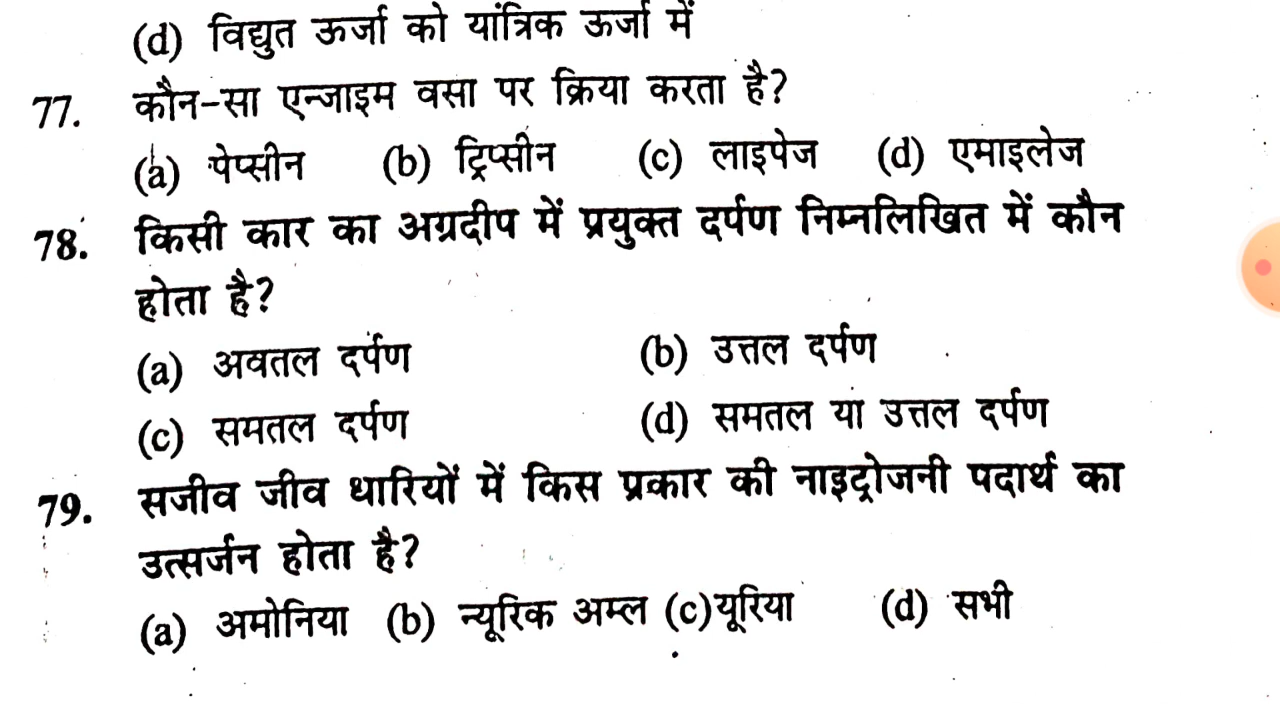 (d) विद्युत ऊर्जा को यांत्रिक ऊर्जा में
77. कौन-सा एन्जाइम वसा पर क्रिया करता है?
(a) पेप्सीन (b) ट्रिप्सीन (c) लाइपेज (d) एमाइलेज
78. किसी कार का अग्रदीप में प्रयुक्त दर्पण निम्नलिखित में कौन
होता है?
(a) अवतल दर्पण (b) उत्तल दर्पण
(c) समतल दर्पण (d) समतल या उत्तल दर्पण
79. सजीव जीव धारियों में किस प्रकार की नाइट्रोजनी पदार्थ का
उत्सर्जन होता है?
(a) अमोनिया (b) न्यूरिक अम्ल (c)यूरिया (d) सभी